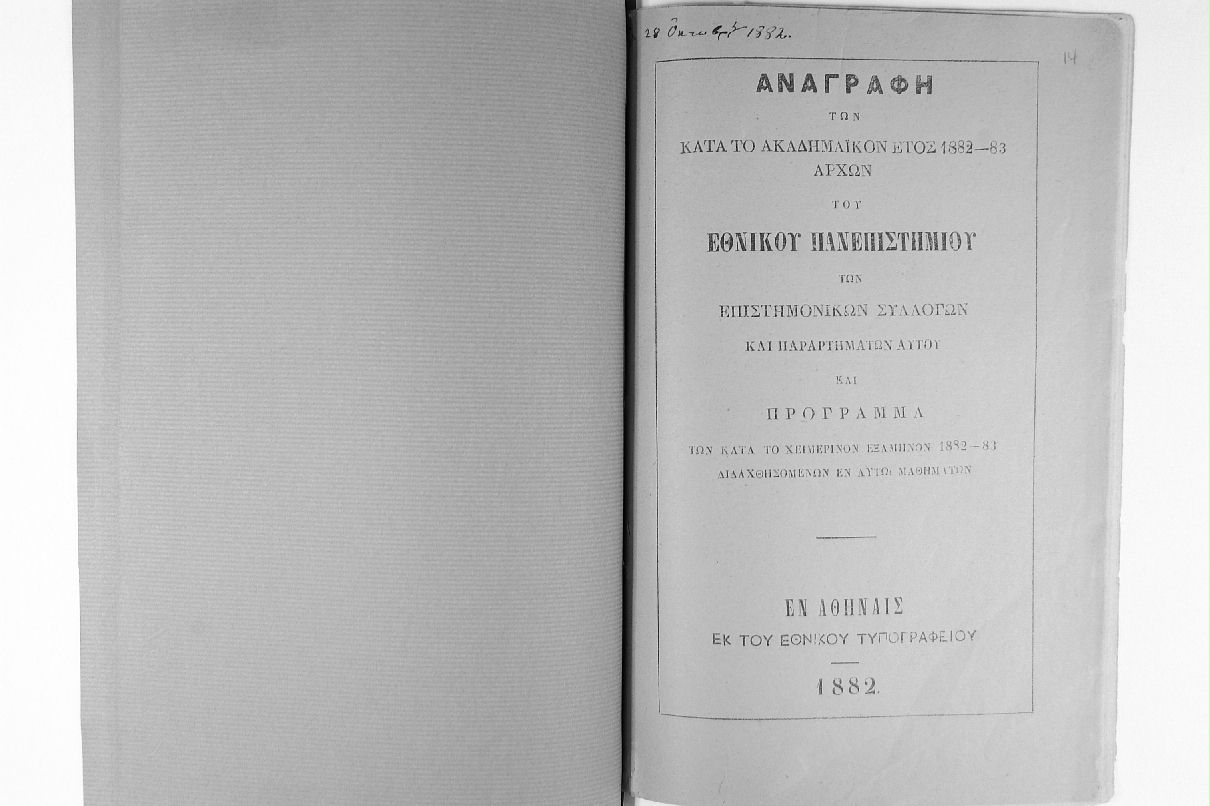 28 Ὀκτωβρ 1882.
14
ΑΝΑΓΡΑΦΗ
ΤΩΝ
ΚΑΤΑ ΤΟ ΑΚΑΔΗΜΑΪΚΟΝ ΕΤΟΣ 1882—83
ΑΡΧΩΝ
ΤΟΥ
ΕΘΝΙΚΟΥ ΠΑΝΕΠΙΣΤΗΜΙΟΥ
ΤΩΝ
ΕΠΙΣΤΗΜΟΝΙΚΩΝ ΣΥΛΛΟΓΩΝ
ΚΑΙ ΠΑΡΑΡΤΗΜΑΤΩΝ ΑΥΤΟΥ
ΚΑΙ
ΠΡΟΓΡΑΜΜΑ
ΤΩΝ ΚΑΤΑ ΤΟ ΧΕΙΜΕΡΙΝΟΝ ΕΞΑΜΗΝΟΝ 1882—83
ΔΙΔΑΧΘΗΣΟΜΕΝΩΝ ΕΝ ΑΥΤΩι ΜΑΘΗΜΑΤΩΝ
ΕΝ ΑΘΗΝΑΙΣ
ΕΚ ΤΟΥ ΕΘΝΙΚΟΥ ΤΥΠΟΓΡΑΦΕΙΟΥ
1882.